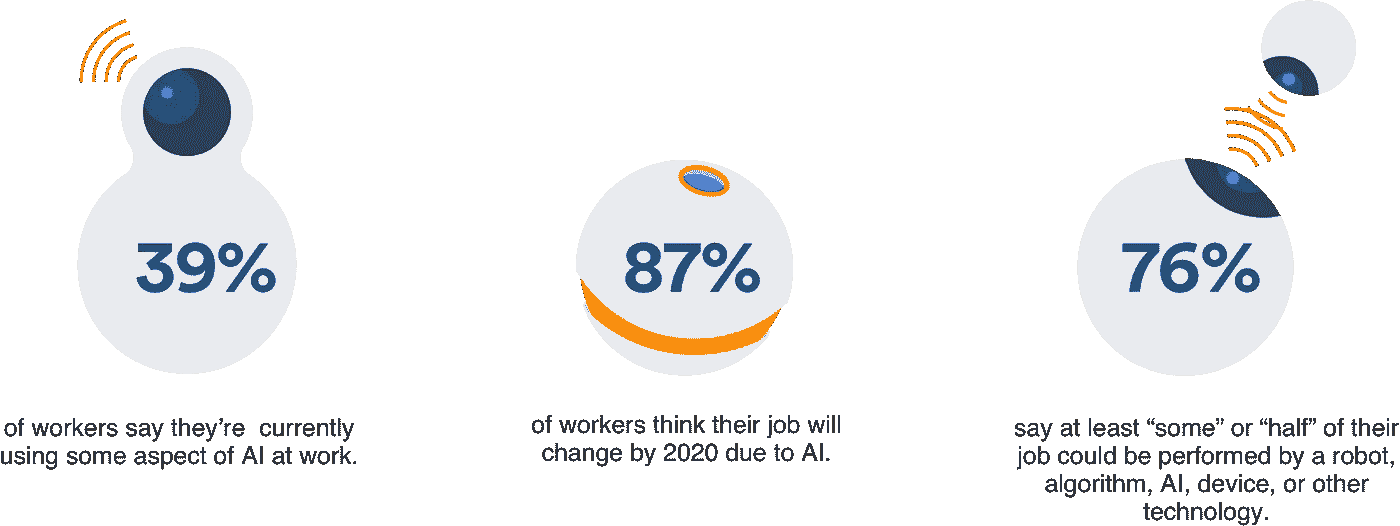 39%
of workers say they’re  currently
using some aspect of AI at work.
87%
of workers think their job will
change by 2020 due to AI.
76%
say at least “some” or “half” of their
job could be performed by a robot,
algorithm, AI, device, or other
technology.